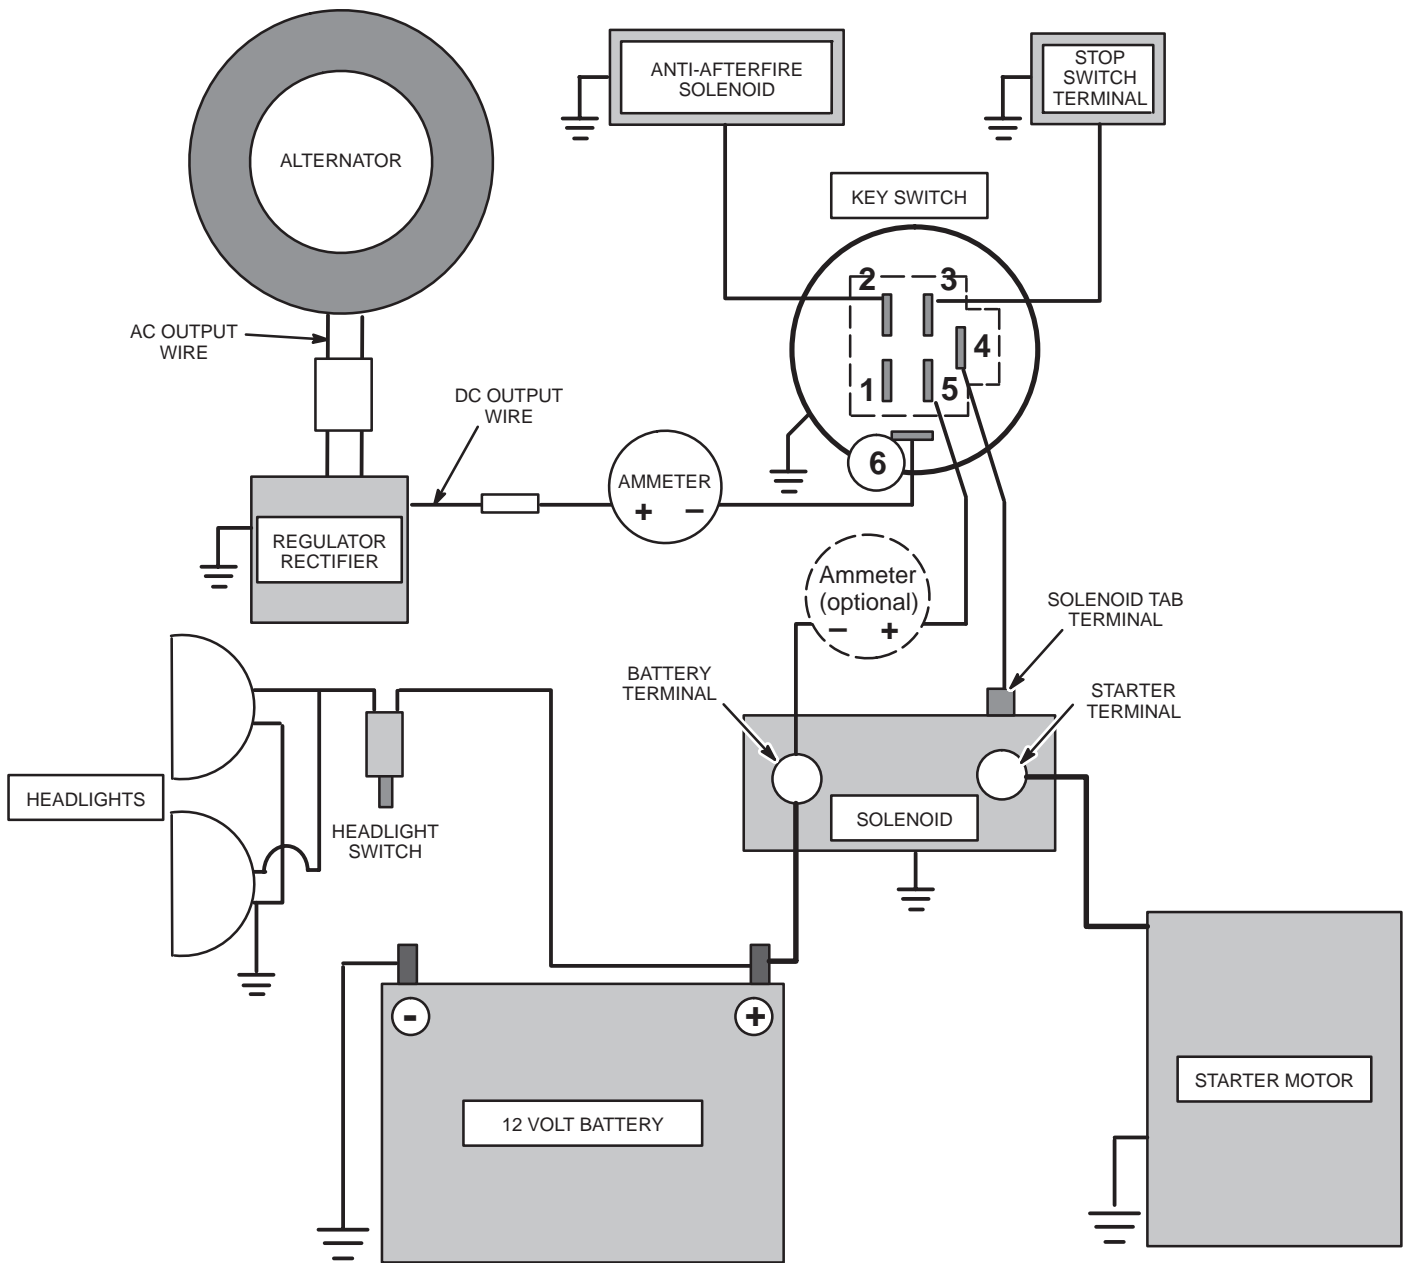 ANTI-AFTERFIRE
SOLENOID
STOP
SWITCH
TERMINAL
ALTERNATOR
KEY SWITCH
2
3
4
1
5
6
AC OUTPUT
WIRE
DC OUTPUT
WIRE
AMMETER
+ −
REGULATOR
RECTIFIER
Ammeter
(optional)
− +
SOLENOID TAB
TERMINAL
BATTERY
TERMINAL
STARTER
TERMINAL
HEADLIGHTS
HEADLIGHT
SWITCH
SOLENOID
- +
12 VOLT BATTERY
STARTER MOTOR